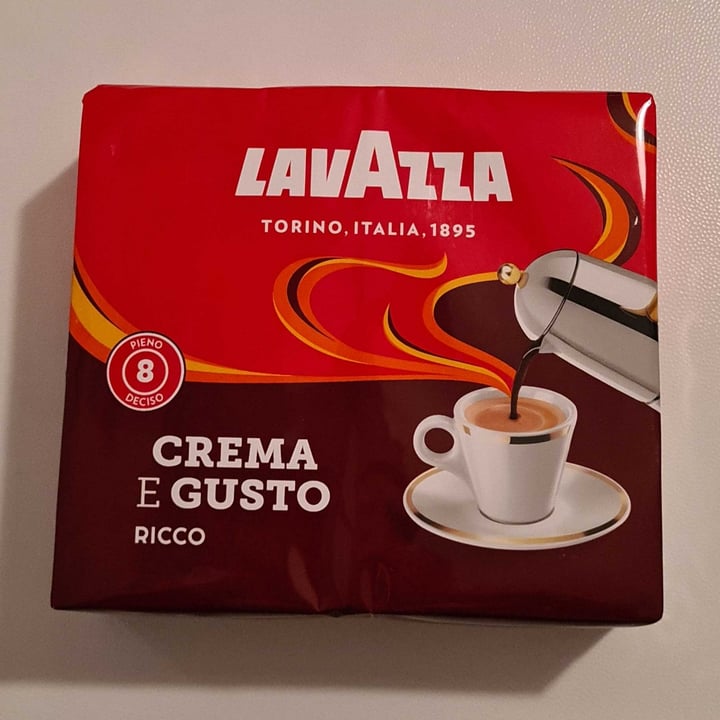 LAVAZZA
TORINO, ITALIA, 1895
PIENO
8
DECISO
CREMA
E GUSTO
RICCO